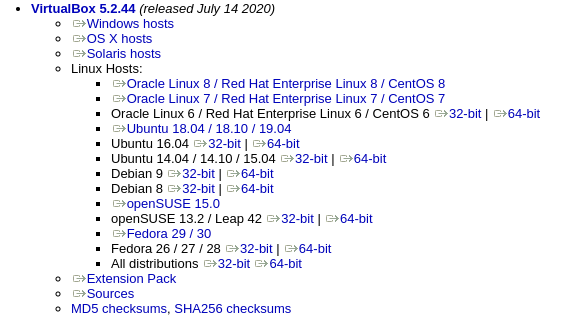 VirtualBox 5.2.44 (released July 14 2020)
Windows hosts
OS X hosts
Solaris hosts
Linux Hosts:
Oracle Linux 8 / Red Hat Enterprise Linux 8 / CentOS 8
Oracle Linux 7 / Red Hat Enterprise Linux 7 / CentOS 7
Oracle Linux 6 / Red Hat Enterprise Linux 6 / CentOS 6 32-bit | 64-bit
Ubuntu 18.04 / 18.10 / 19.04
Ubuntu 16.04 32-bit | 64-bit
Ubuntu 14.04 / 14.10 / 15.04 32-bit | 64-bit
Debian 9 32-bit | 64-bit
Debian 8 32-bit | 64-bit
openSUSE 15.0
openSUSE 13.2 / Leap 42 32-bit | 64-bit
Fedora 29 / 30
Fedora 26 / 27 / 28 32-bit | 64-bit
All distributions 32-bit 64-bit
Extension Pack
Sources
MD5 checksums, SHA256 checksums